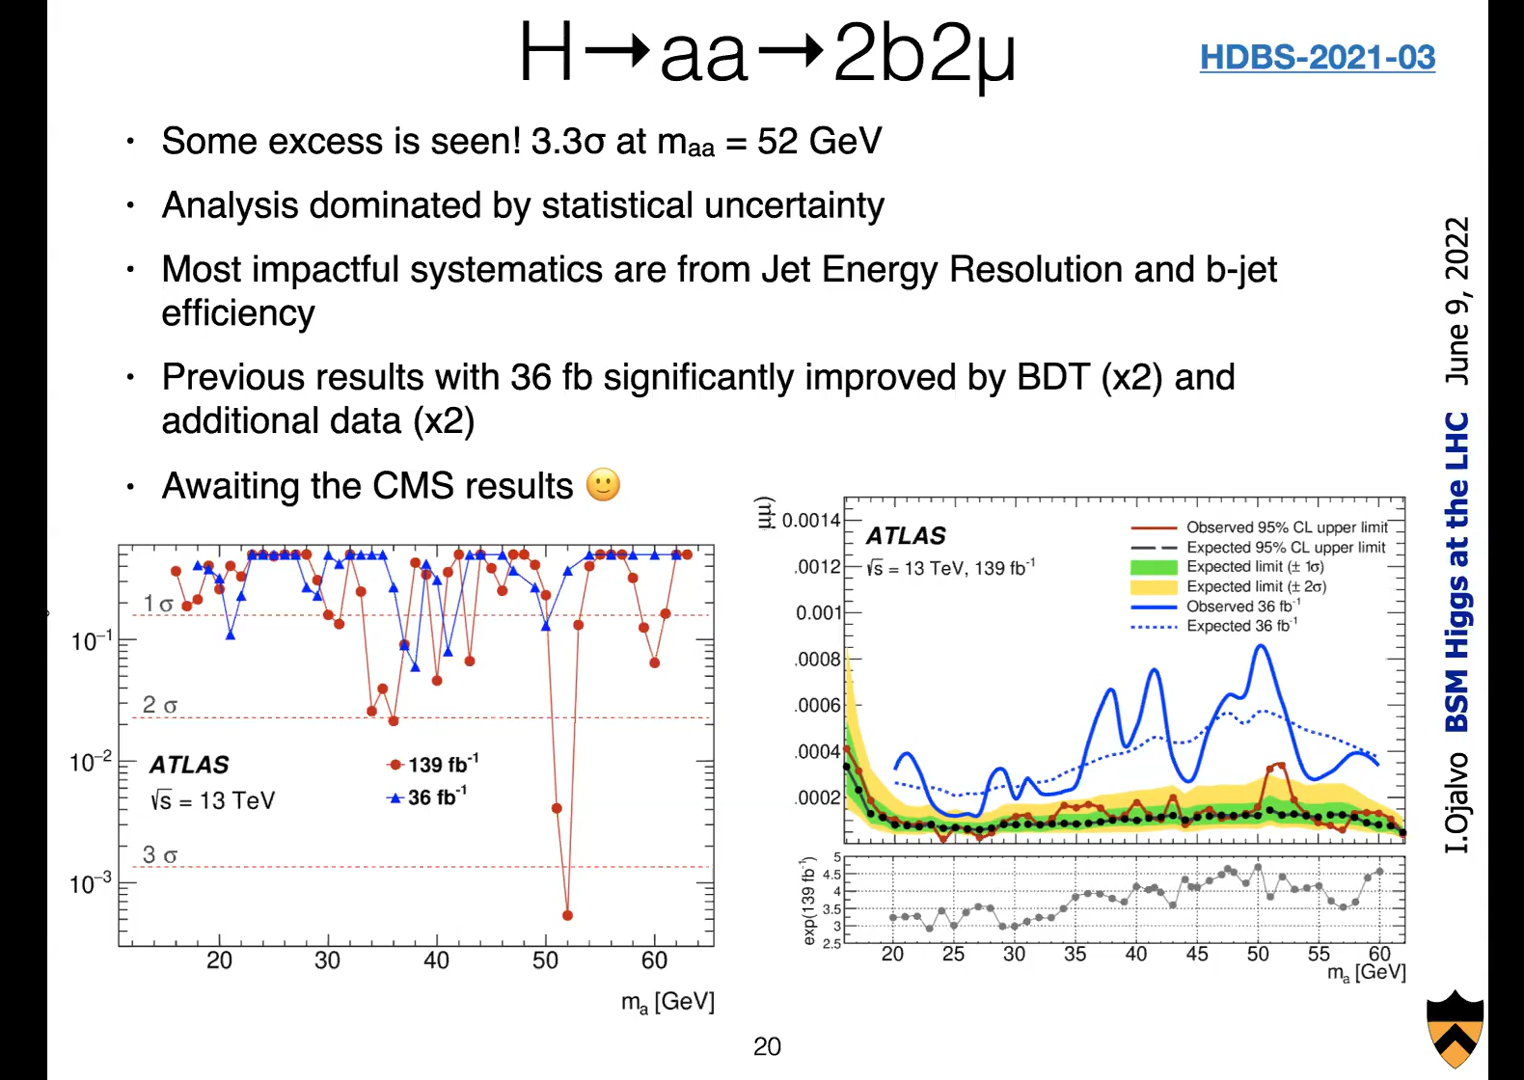 H→aa→2b2μ
HDBS-2021-03
• Some excess is seen! 3.3σ at maa = 52 GeV
• Analysis dominated by statistical uncertainty
• Most impactful systematics are from Jet Energy Resolution and b-jet
efficiency
• Previous results with 36 fb significantly improved by BDT (x2) and
additional data (x2)
• Awaiting the CMS results 🙂
1 σ
10⁻¹
2 σ
10⁻²
ATLAS
√s = 13 TeV
139 fb⁻¹
36 fb⁻¹
3 σ
10⁻³
20 30 40 50 60
ma [GeV]
μμ)
0.0014
0.0012
0.001
.0008
.0006
.0004
.0002
ATLAS
√s = 13 TeV, 139 fb⁻¹
Observed 95% CL upper limit
Expected 95% CL upper limit
Expected limit (± 1σ)
Expected limit (± 2σ)
Observed 36 fb⁻¹
Expected 36 fb⁻¹
exp(139 fb⁻¹)
5
4.5
4
3.5
3
2.5
20 25 30 35 40 45 50 55 60
ma [GeV]
I.Ojalvo BSM Higgs at the LHC June 9, 2022
20